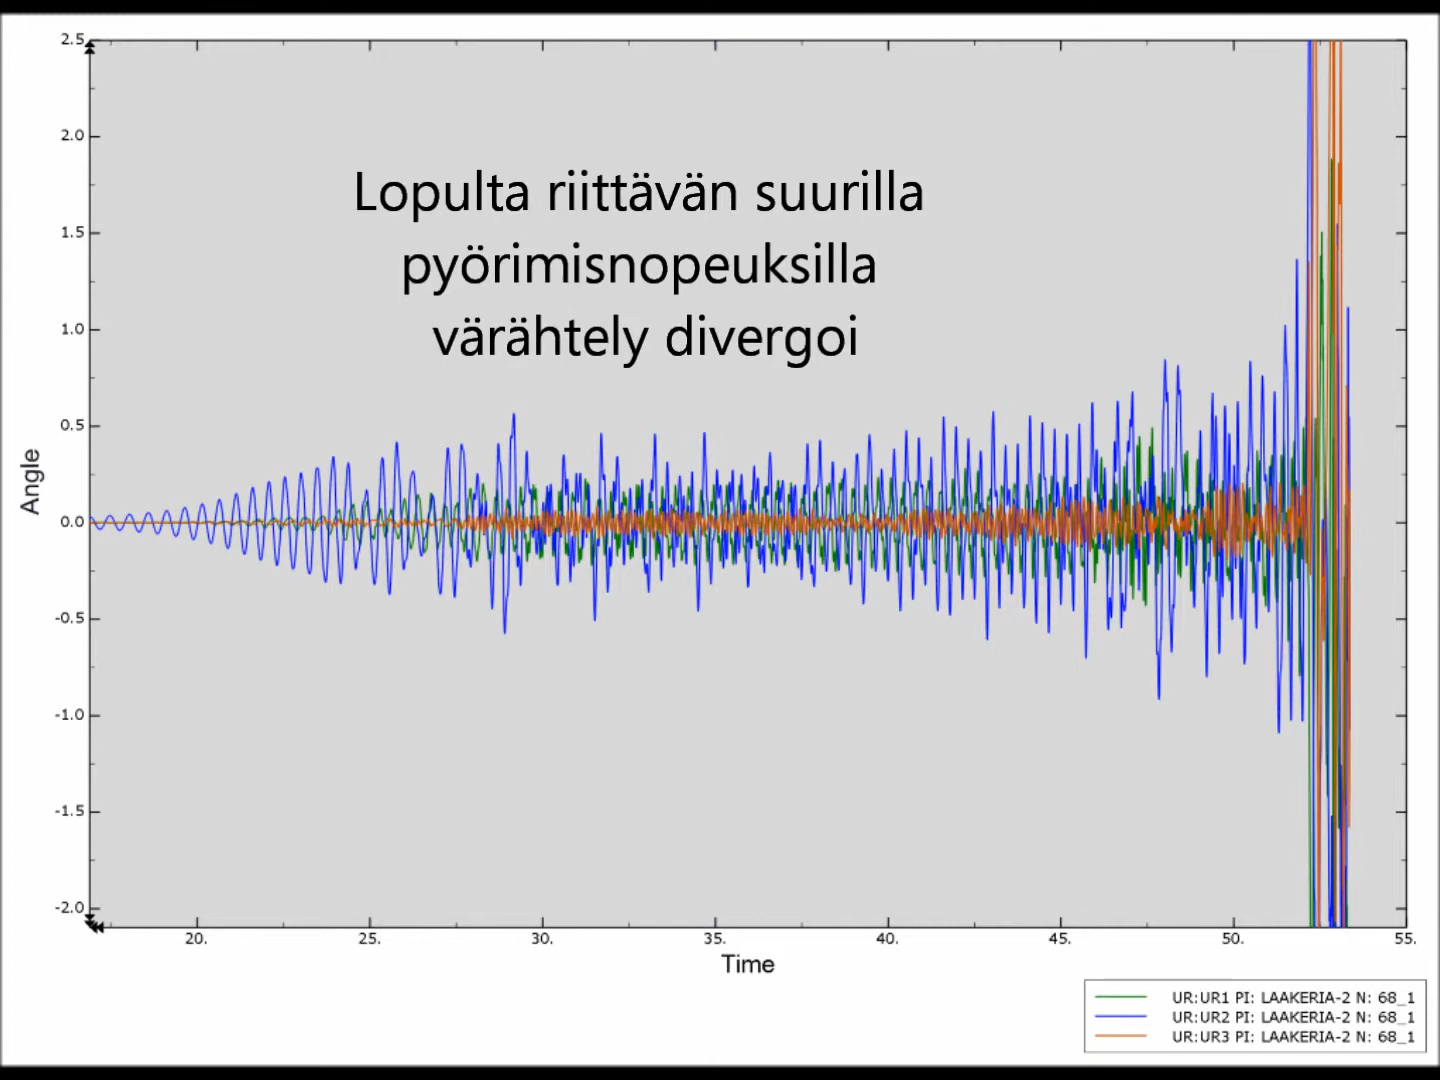 2.5
2.0
1.5
1.0
0.5
0.0
-0.5
-1.0
-1.5
-2.0
Angle
Lopulta riittävän suurilla
pyörimisnopeuksilla
värähtely divergoi
20. 25. 30. 35. 40. 45. 50. 55.
Time
UR:UR1 PI: LAAKERIA-2 N: 68_1
UR:UR2 PI: LAAKERIA-2 N: 68_1
UR:UR3 PI: LAAKERIA-2 N: 68_1